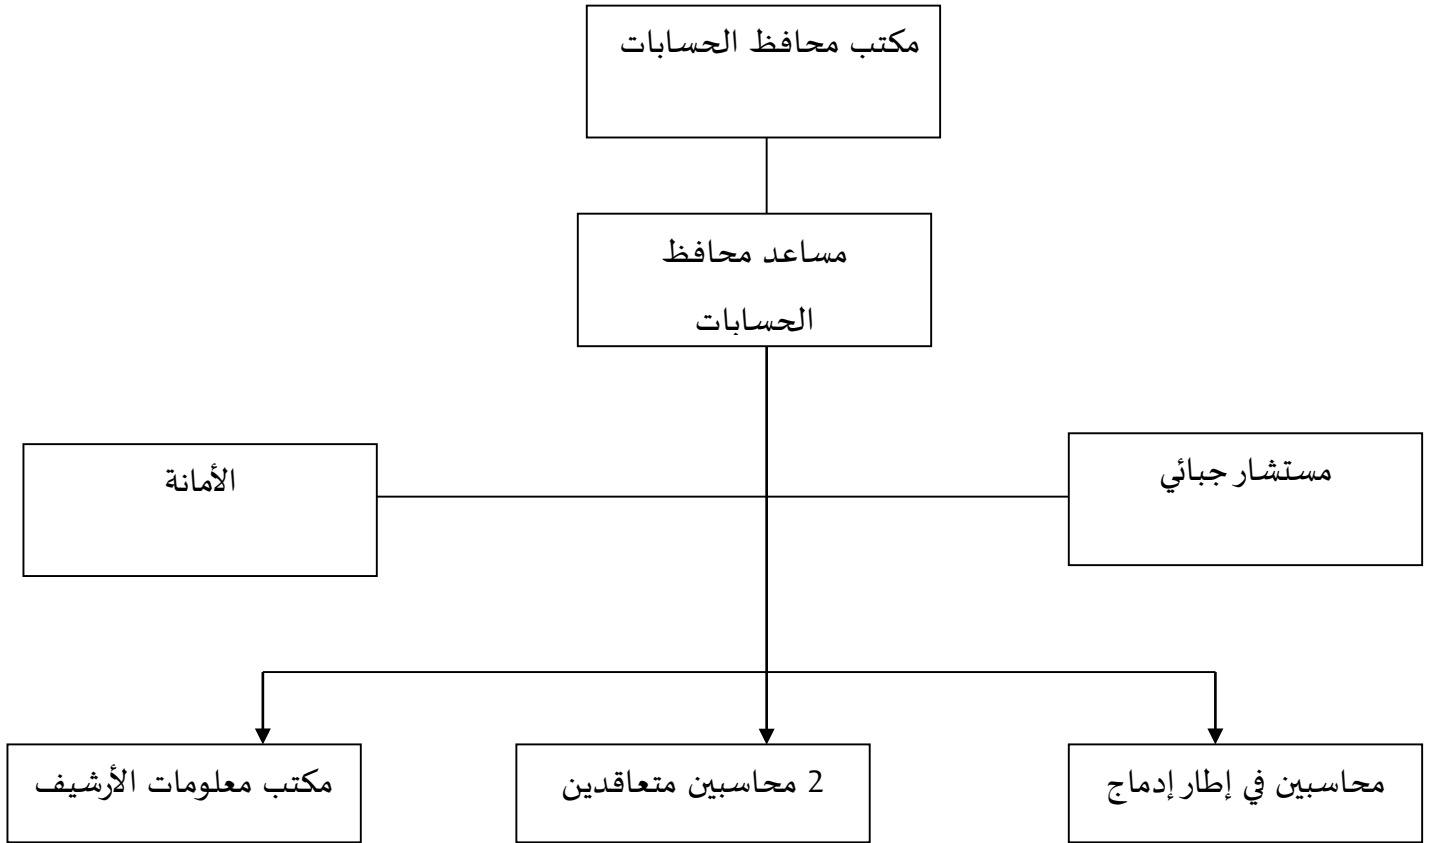 مكتب محافظ الحسابات
مساعد محافظ
الحسابات
مستشار جبائي
الأمانة
محاسبين في إطار إدماج
2 محاسبين متعاقدين
مكتب معلومات الأرشيف